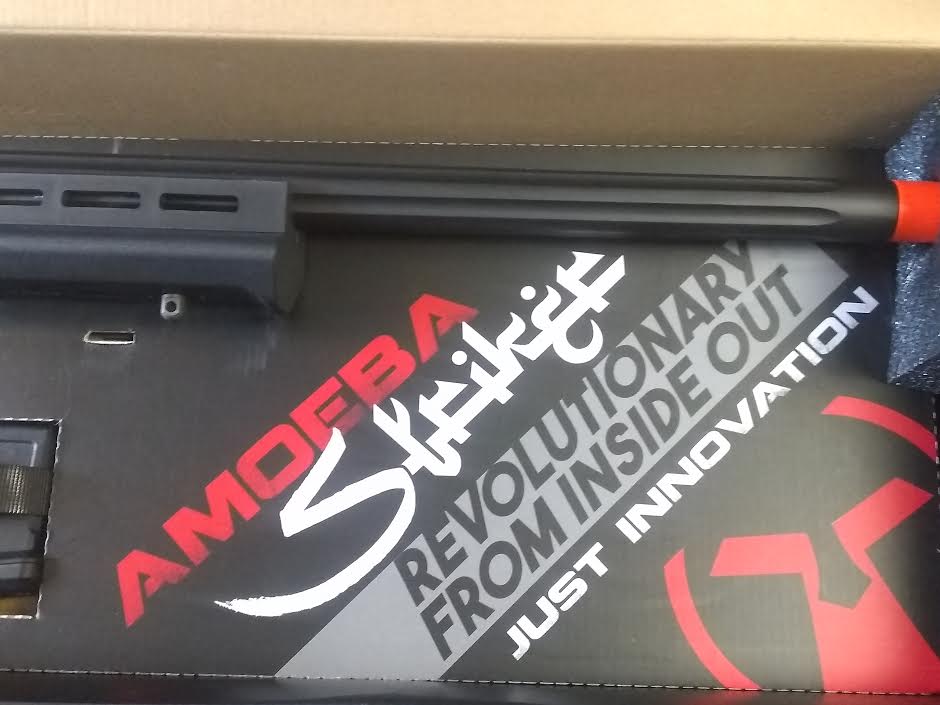 AMOEBA
Striker
REVOLUTIONARY
FROM INSIDE OUT
JUST INNOVATION